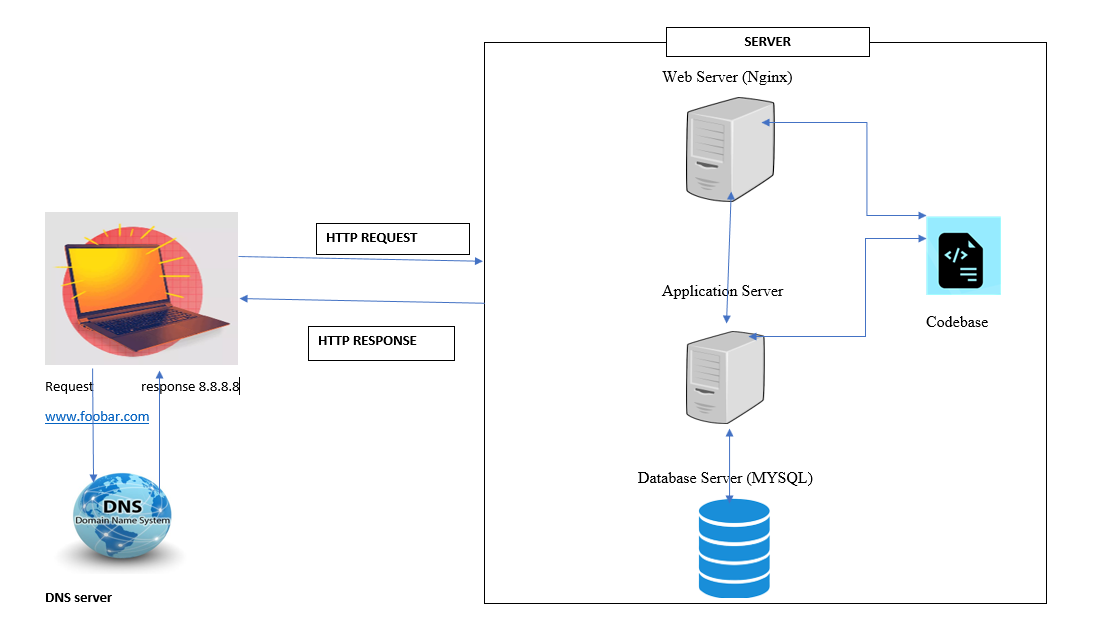 SERVER
Web Server (Nginx)
HTTP REQUEST
Application Server
Codebase
HTTP RESPONSE
Request response 8.8.8.8
www.foobar.com
Database Server (MYSQL)
DNS
Domain Name System
DNS server